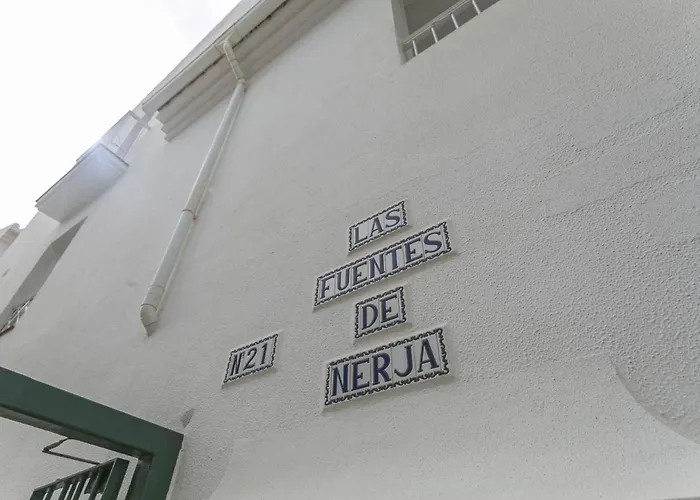 LAS
FUENTES
DE
NERJA
Nº21